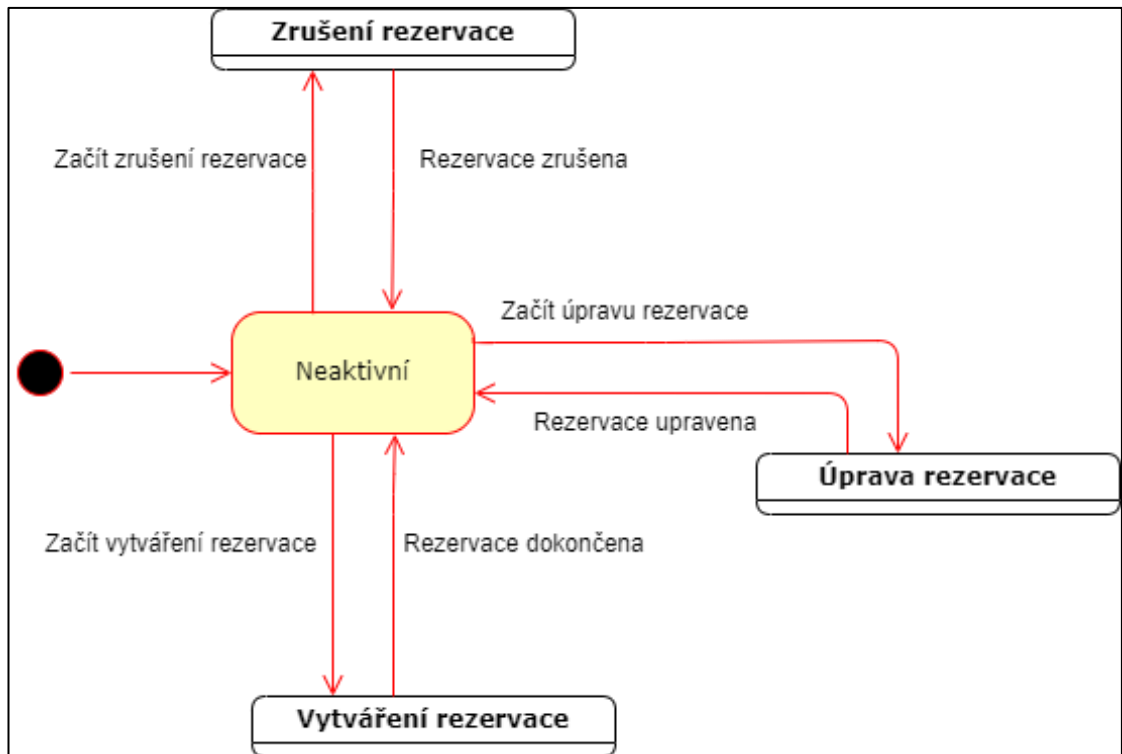 Zrušení rezervace
Začít zrušení rezervace
Rezervace zrušena
Začít úpravu rezervace
Neaktivní
Rezervace upravena
Úprava rezervace
Začít vytváření rezervace
Rezervace dokončena
Vytváření rezervace